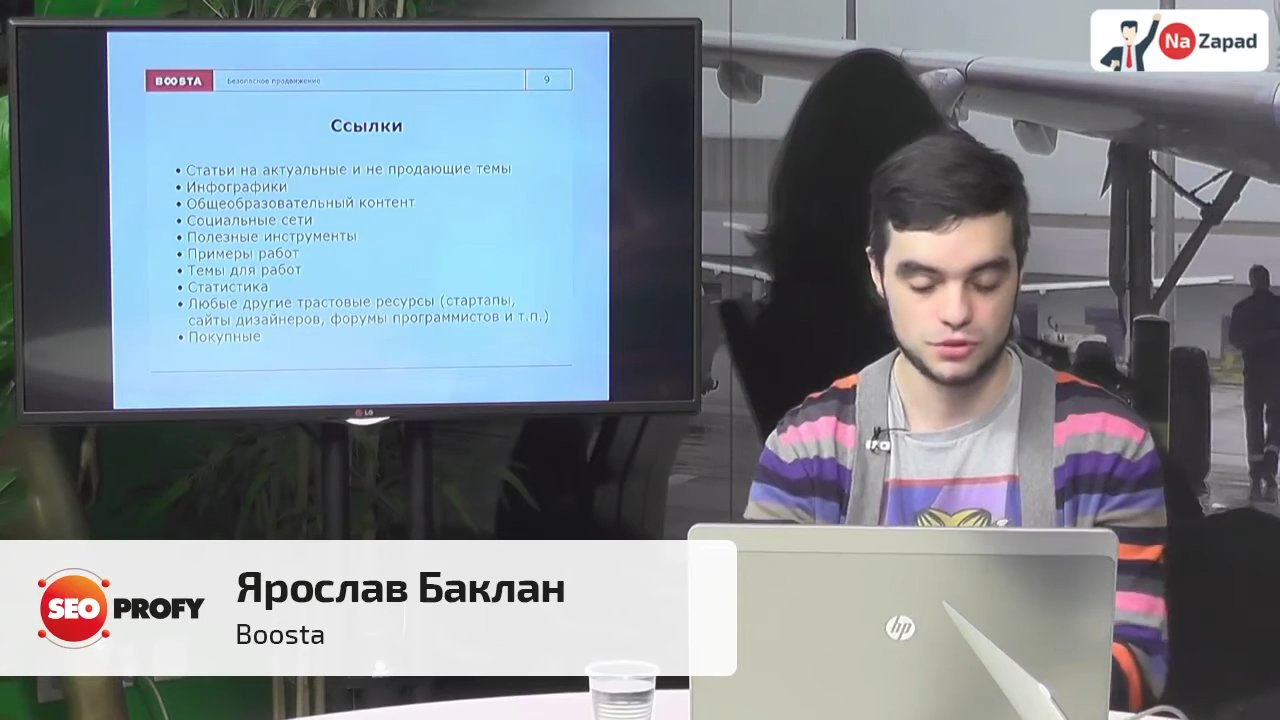 BOOSTA
Безопасное продвижение
9
Ссылки
• Статьи на актуальные и не продающие темы
• Инфографики
• Общеобразовательный контент
• Социальные сети
• Полезные инструменты
• Примеры работ
• Темы для работ
• Статистика
• Любые другие трастовые ресурсы (стартапы,
сайты дизайнеров, форумы программистов и т.п.)
• Покупные
LG
Na Zapad
SEO PROFY
Ярослав Баклан
Boosta
hp